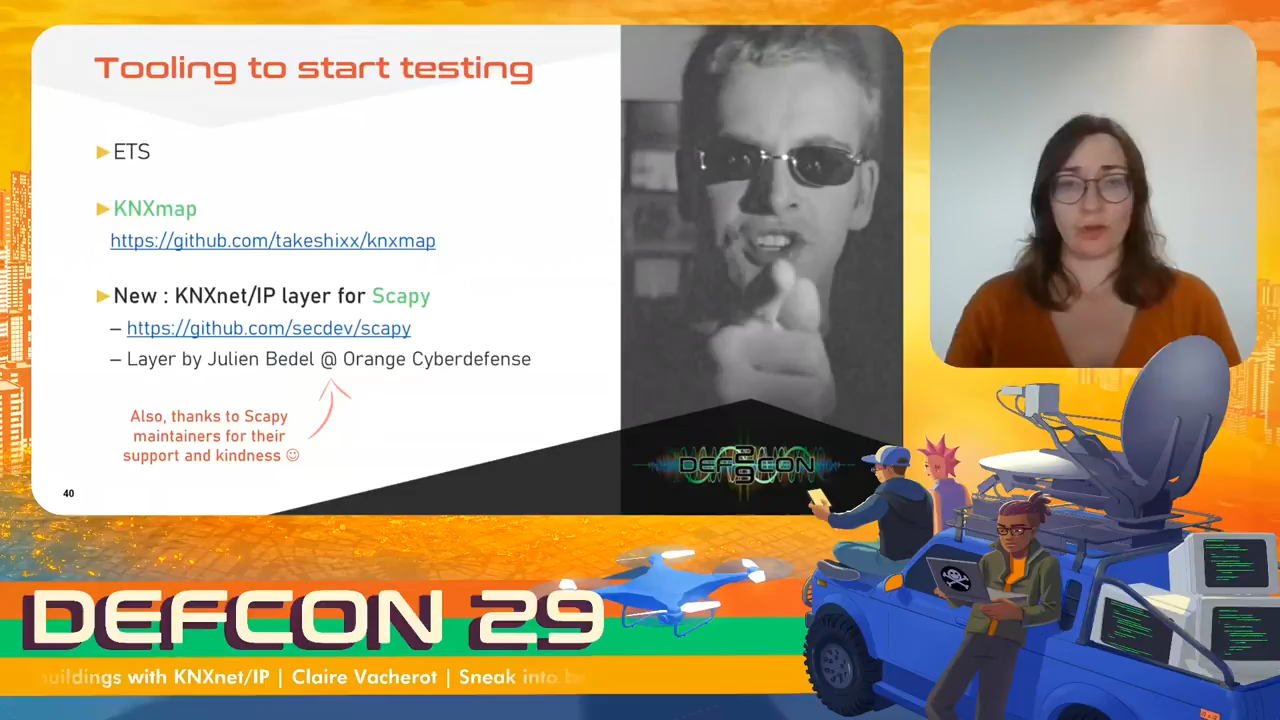 Tooling to start testing
ETS
KNXmap
https://github.com/takeshixx/knxmap
New : KNXnet/IP layer for Scapy
– https://github.com/secdev/scapy
– Layer by Julien Bedel @ Orange Cyberdefense
Also, thanks to Scapy
maintainers for their
support and kindness ☺
40
DEFCON
29
DEFCON 29
buildings with KNXnet/IP | Claire Vacherot | Sneak into